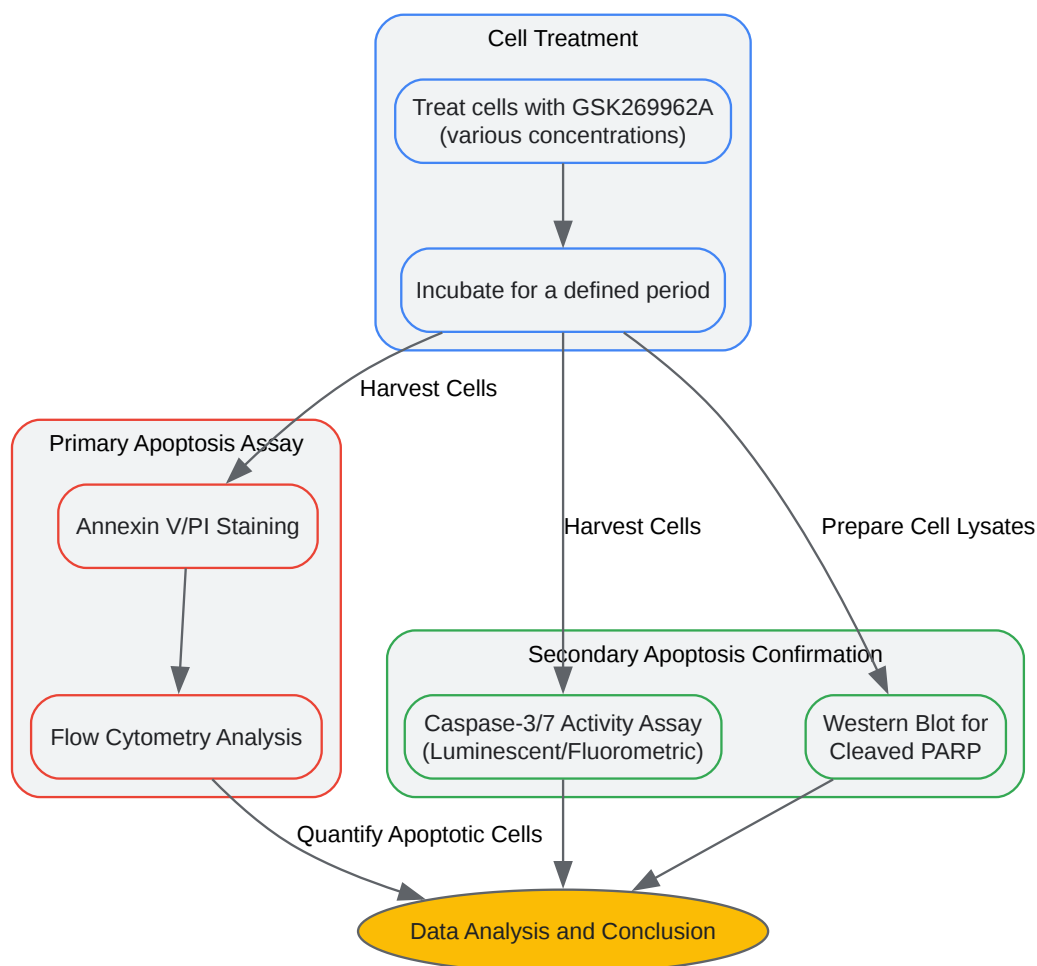 Cell Treatment
Treat cells with GSK269962A
(various concentrations)
Incubate for a defined period
Harvest Cells
Primary Apoptosis Assay
Annexin V/PI Staining
Harvest Cells
Prepare Cell Lysates
Secondary Apoptosis Confirmation
Flow Cytometry Analysis
Caspase-3/7 Activity Assay
(Luminescent/Fluorometric)
Western Blot for
Cleaved PARP
Quantify Apoptotic Cells
Data Analysis and Conclusion